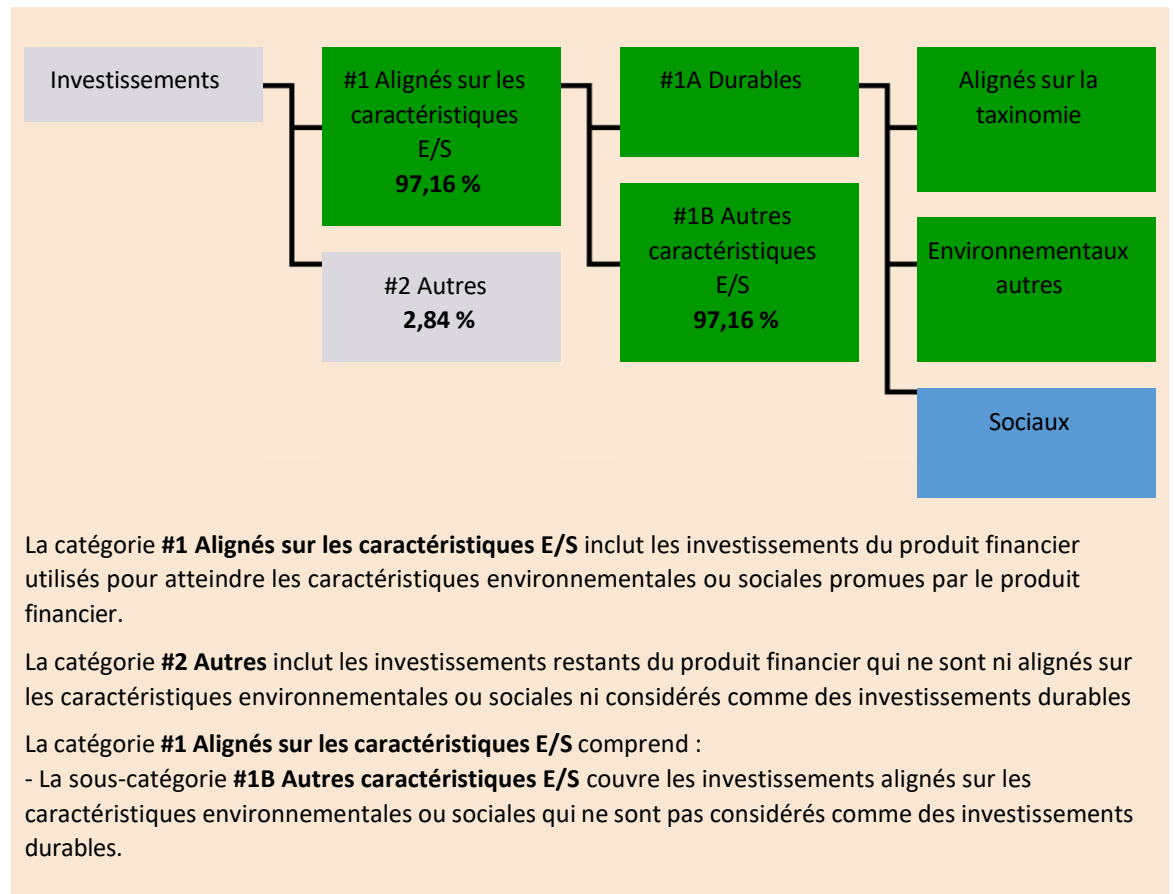 Investissements
#1 Alignés sur les
caractéristiques
E/S
97,16 %
#2 Autres
2,84 %
#1A Durables
#1B Autres
caractéristiques
E/S
97,16 %
Alignés sur la
taxinomie
Environnementaux
autres
Sociaux
La catégorie #1 Alignés sur les caractéristiques E/S inclut les investissements du produit financier
utilisés pour atteindre les caractéristiques environnementales ou sociales promues par le produit
financier.
La catégorie #2 Autres inclut les investissements restants du produit financier qui ne sont ni alignés sur
les caractéristiques environnementales ou sociales ni considérés comme des investissements durables
La catégorie #1 Alignés sur les caractéristiques E/S comprend :
- La sous-catégorie #1B Autres caractéristiques E/S couvre les investissements alignés sur les
caractéristiques environnementales ou sociales qui ne sont pas considérés comme des investissements
durables.